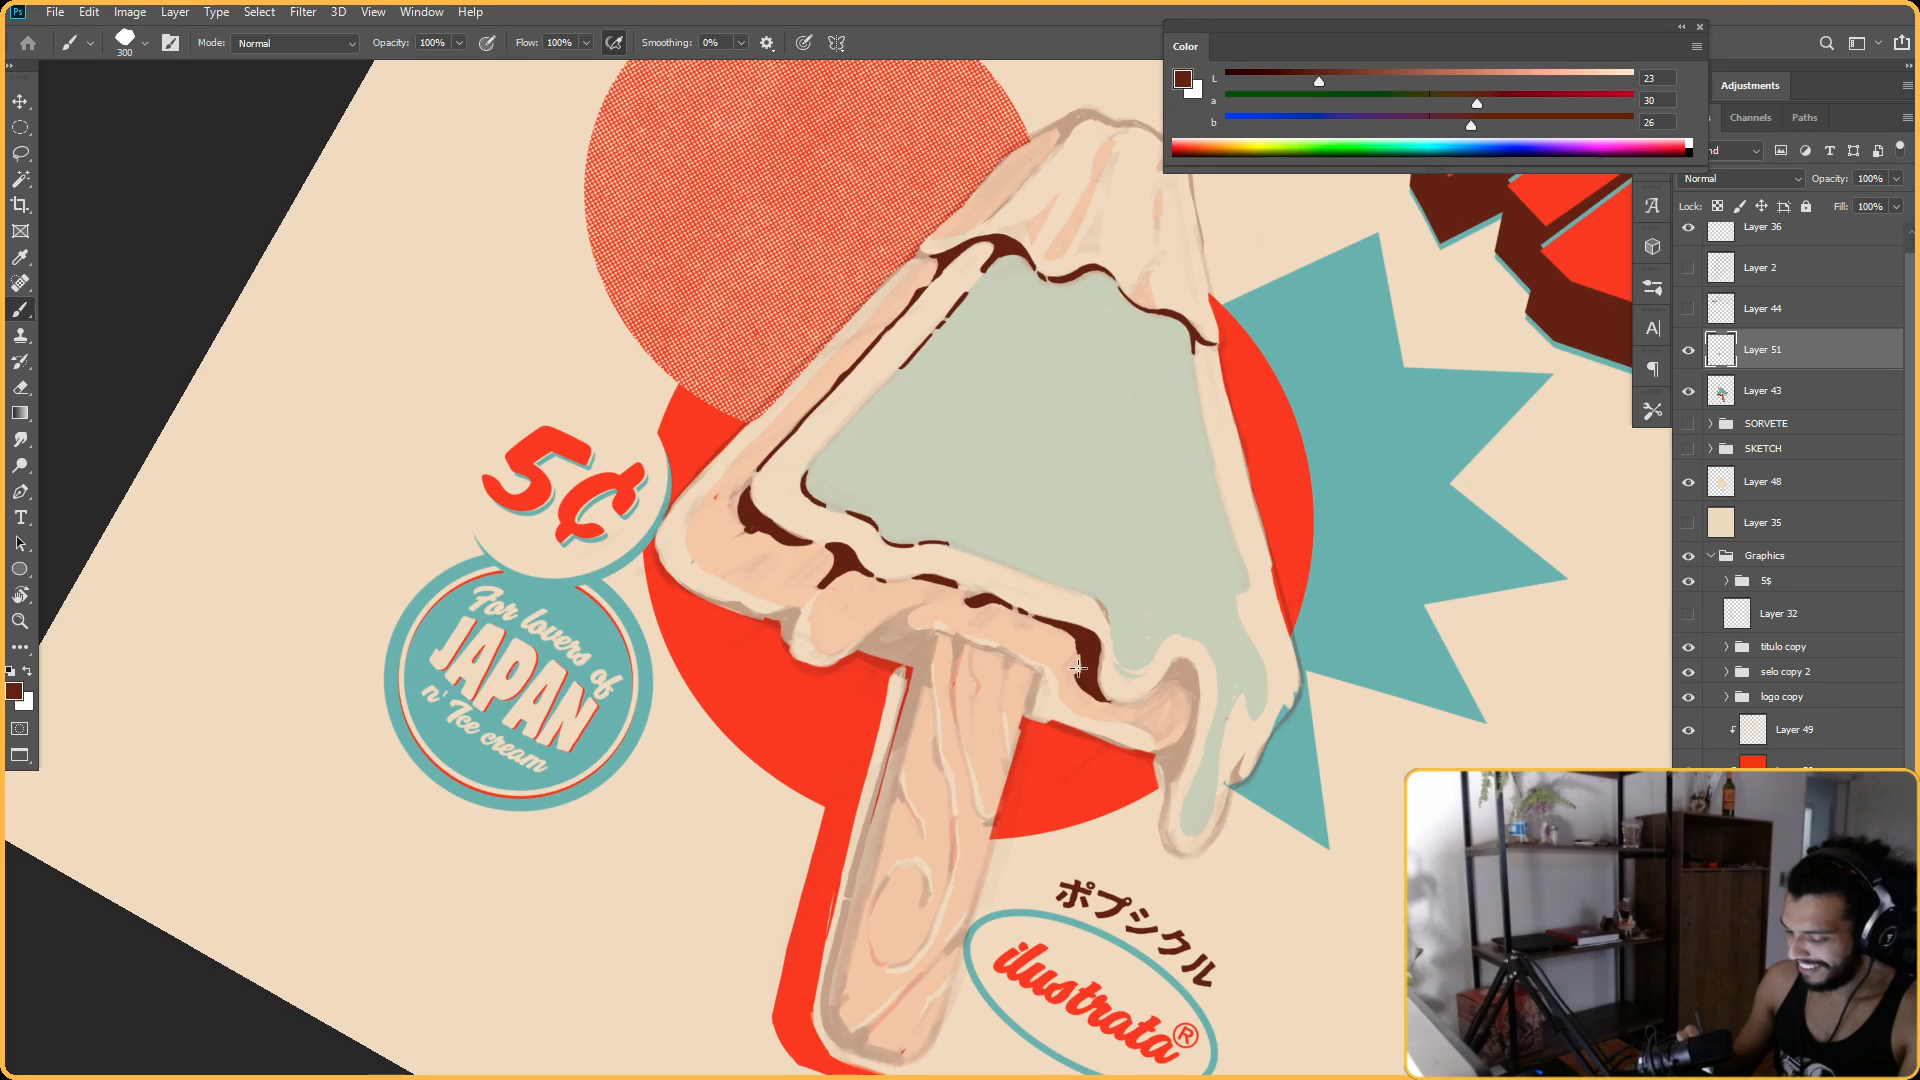 Ps File Edit Image Layer Type Select Filter 3D View Window Help
300 Mode: Normal Opacity: 100% Flow: 100% Smoothing: 0%
Color
L 23
a 30
b 26
Adjustments
Channels Paths
Normal Opacity: 100%
Lock: Fill: 100%
Layer 36
Layer 2
Layer 44
Layer 51
Layer 43
SORVETE
SKETCH
Layer 48
Layer 35
Graphics
5$
Layer 32
titulo copy
selo copy 2
logo copy
Layer 49
5¢
For lovers of
JAPAN
n' Ice cream
ポプシクル
ilustrata®